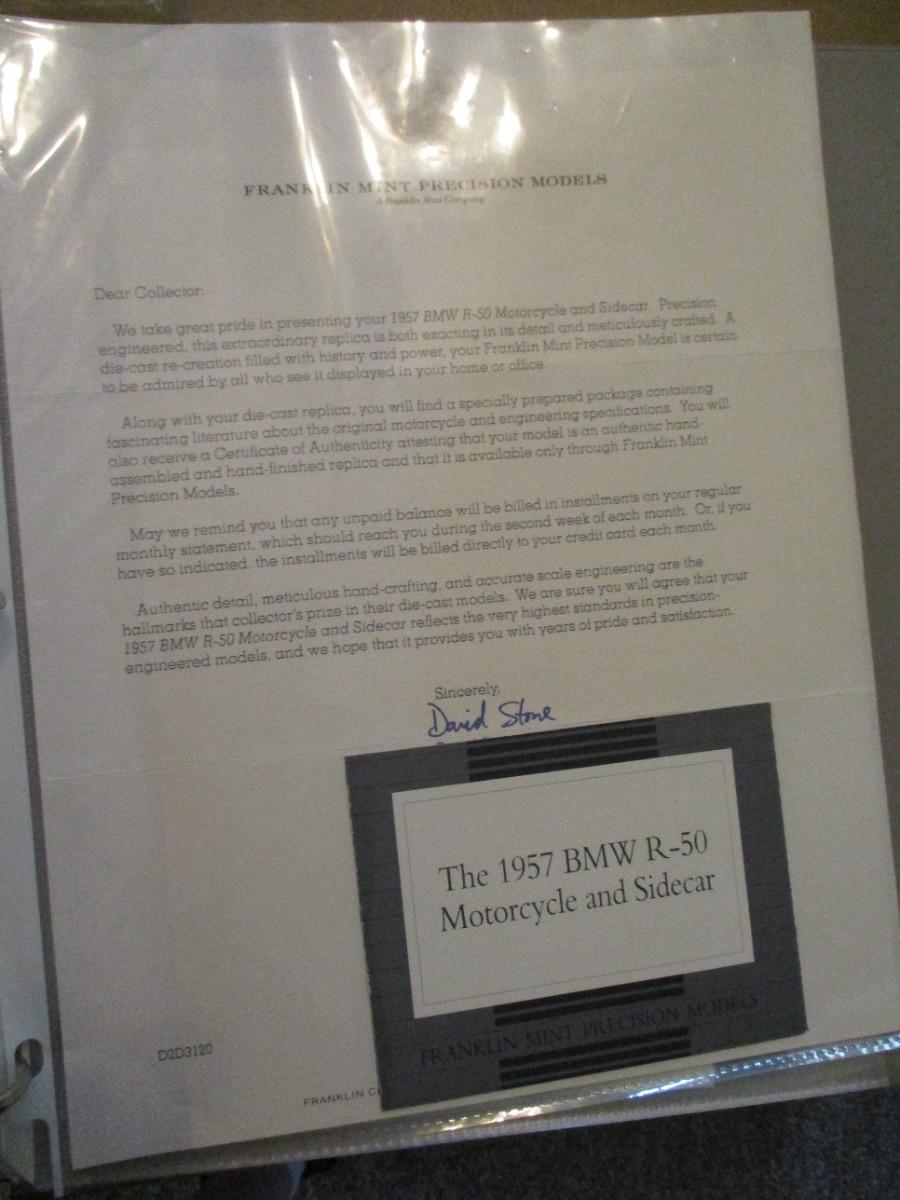 FRANKLIN MINT PRECISION MODELS
A Franklin Mint Company
Dear Collector:
We take great pride in presenting your 1957 BMW R-50 Motorcycle and Sidecar. Precision
engineered, this extraordinary replica is both exacting in its detail and meticulously crafted. A
die-cast re-creation filled with history and power, your Franklin Mint Precision Model is certain
to be admired by all who see it displayed in your home or office.
Along with your die-cast replica, you will find a specially prepared package containing
fascinating literature about the original motorcycle and engineering specifications. You will
also receive a Certificate of Authenticity attesting that your model is an authentic hand-
assembled and hand-finished replica and that it is available only through Franklin Mint
Precision Models.
May we remind you that any unpaid balance will be billed in installments on your regular
monthly statement, which should reach you during the second week of each month. Or, if you
have so indicated, the installments will be billed directly to your credit card each month.
Authentic detail, meticulous hand-crafting, and accurate scale engineering are the
hallmarks that collector's prize in their die-cast models. We are sure you will agree that your
1957 BMW R-50 Motorcycle and Sidecar reflects the very highest standards in precision-
engineered models, and we hope that it provides you with years of pride and satisfaction.
Sincerely,
David Stone
The 1957 BMW R-50
Motorcycle and Sidecar
FRANKLIN MINT PRECISION MODELS
D2D3120
FRANKLIN